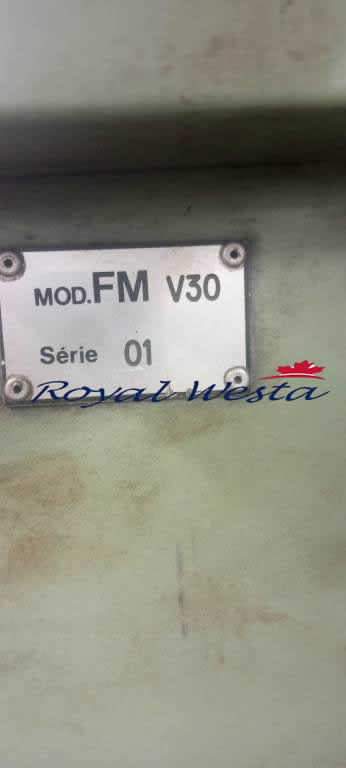 MOD. FM V30
Série 01
Royal Westa